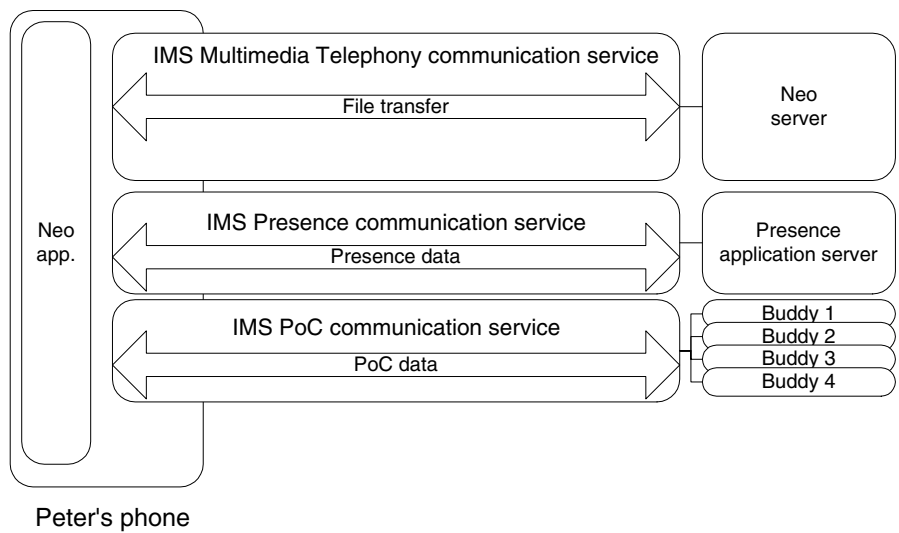 IMS Multimedia Telephony communication service
File transfer
Neo
server
Neo
app.
IMS Presence communication service
Presence data
Presence
application server
IMS PoC communication service
PoC data
Buddy 1
Buddy 2
Buddy 3
Buddy 4
Peter's phone